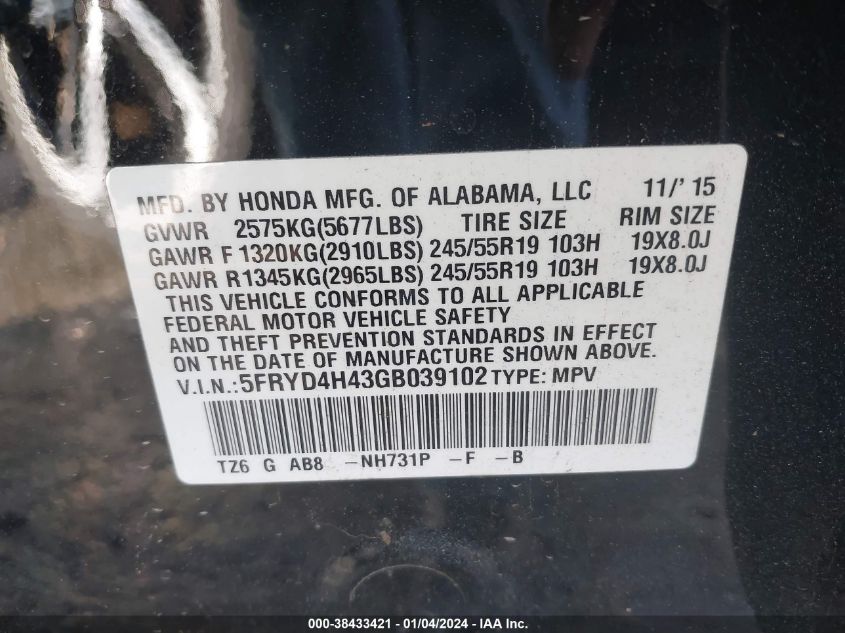 MFD. BY HONDA MFG. OF ALABAMA, LLC 11/' 15
GVWR 2575KG(5677LBS) TIRE SIZE RIM SIZE
GAWR F 1320KG(2910LBS) 245/55R19 103H 19X8.0J
GAWR R1345KG(2965LBS) 245/55R19 103H 19X8.0J
THIS VEHICLE CONFORMS TO ALL APPLICABLE
FEDERAL MOTOR VEHICLE SAFETY
AND THEFT PREVENTION STANDARDS IN EFFECT
ON THE DATE OF MANUFACTURE SHOWN ABOVE.
V.I.N.:5FRYD4H43GB039102 TYPE: MPV
TZ6 G AB8 -NH731P -F -B
000-38433421 - 01/04/2024 - IAA Inc.